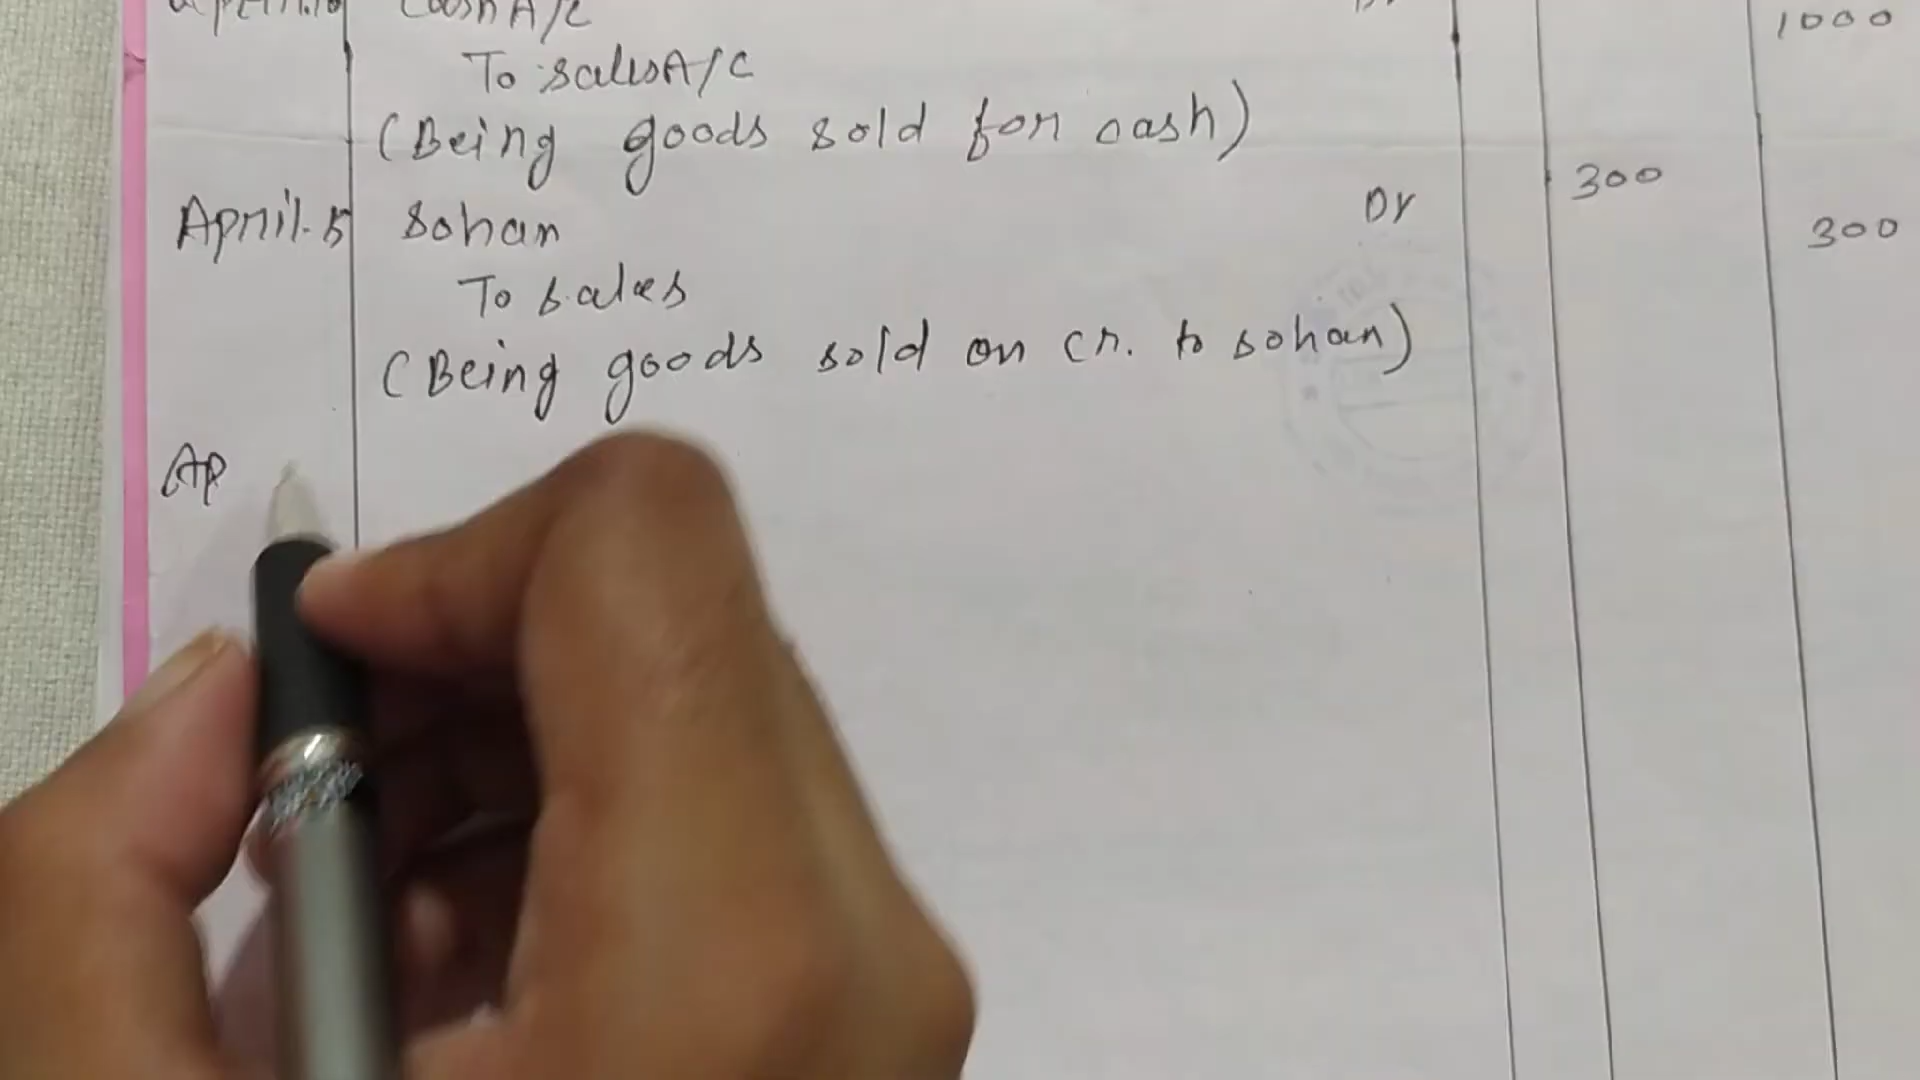 Cash A/C 1000
To sales A/C
(Being goods sold for cash)
April. 5 Sohan Dr 300
To sales 300
(Being goods sold on cr. to sohan)
Ap